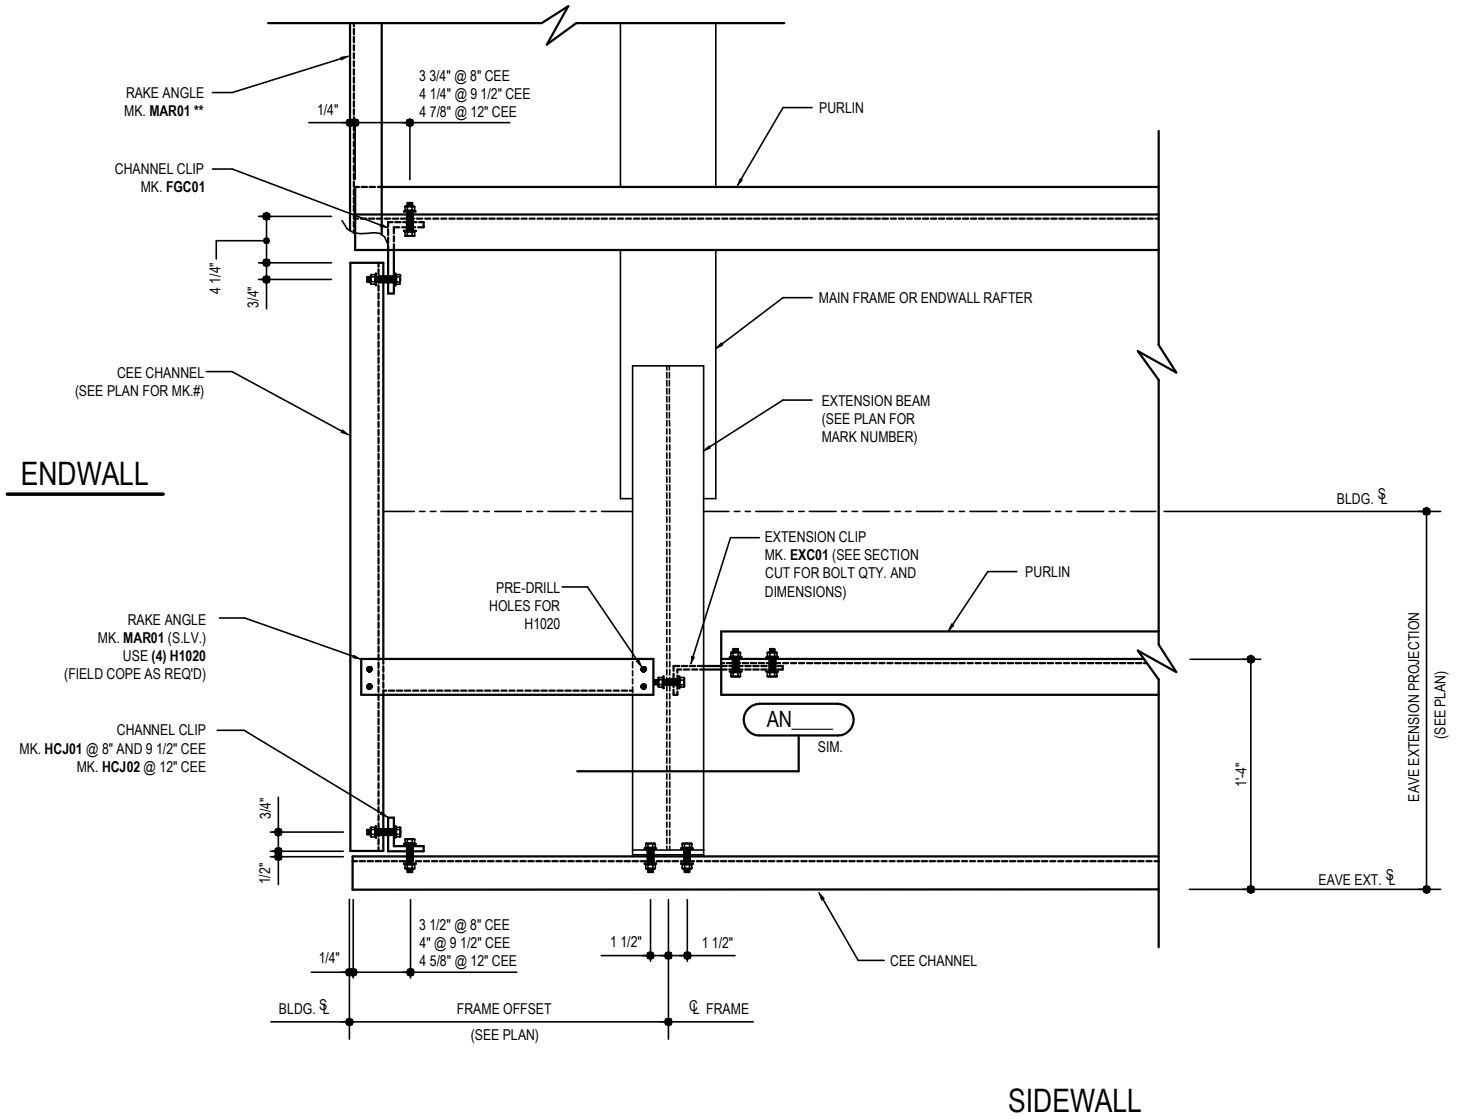 RAKE ANGLE
MK. MAR01 **
1/4"
3 3/4" @ 8" CEE
4 1/4" @ 9 1/2" CEE
4 7/8" @ 12" CEE
PURLIN
CHANNEL CLIP
MK. FGC01
4 1/4"
3/4"
MAIN FRAME OR ENDWALL RAFTER
CEE CHANNEL
(SEE PLAN FOR MK.#)
EXTENSION BEAM
(SEE PLAN FOR
MARK NUMBER)
ENDWALL
BLDG. SL
EXTENSION CLIP
MK. EXC01 (SEE SECTION
CUT FOR BOLT QTY. AND
DIMENSIONS)
PRE-DRILL
HOLES FOR
H1020
PURLIN
RAKE ANGLE
MK. MAR01 (S.LV.)
USE (4) H1020
(FIELD COPE AS REQ'D)
EAVE EXTENSION PROJECTION
(SEE PLAN)
AN____
SIM.
CHANNEL CLIP
MK. HCJ01 @ 8" AND 9 1/2" CEE
MK. HCJ02 @ 12" CEE
1'-4"
3/4"
1/2"
EAVE EXT. SL
3 1/2" @ 8" CEE
4" @ 9 1/2" CEE
4 5/8" @ 12" CEE
1/4"
1 1/2"
1 1/2"
CEE CHANNEL
BLDG. SL
FRAME OFFSET
(SEE PLAN)
CL FRAME
SIDEWALL